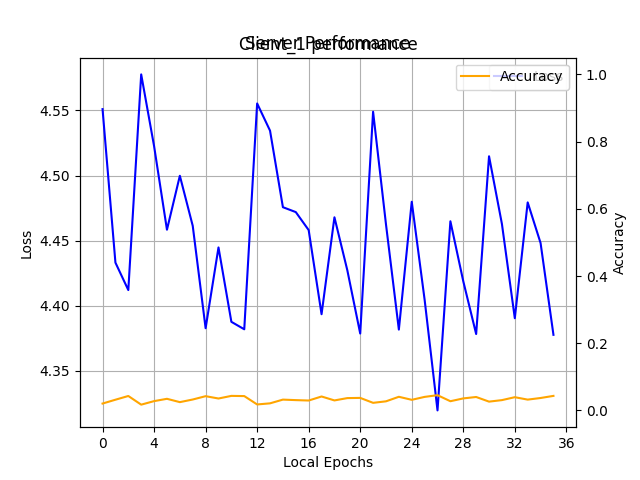 Server Performance
Client_1 performance
Accuracy
4.55
4.50
4.45
4.40
4.35
Loss
1.0
0.8
0.6
0.4
0.2
0.0
Accuracy
0 4 8 12 16 20 24 28 32 36
Local Epochs